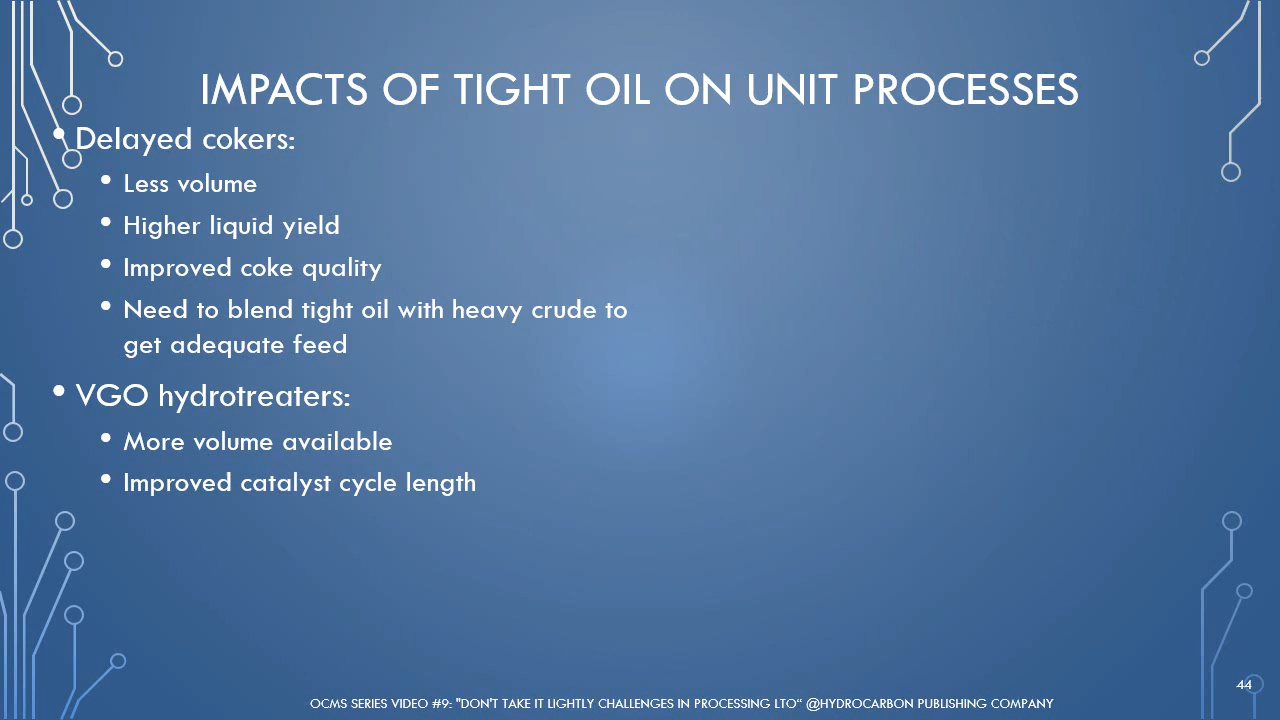 IMPACTS OF TIGHT OIL ON UNIT PROCESSES
• Delayed cokers:
• Less volume
• Higher liquid yield
• Improved coke quality
• Need to blend tight oil with heavy crude to
get adequate feed
• VGO hydrotreaters:
• More volume available
• Improved catalyst cycle length
44
OCMS SERIES VIDEO #9: "DON'T TAKE IT LIGHTLY CHALLENGES IN PROCESSING LTO" @HYDROCARBON PUBLISHING COMPANY